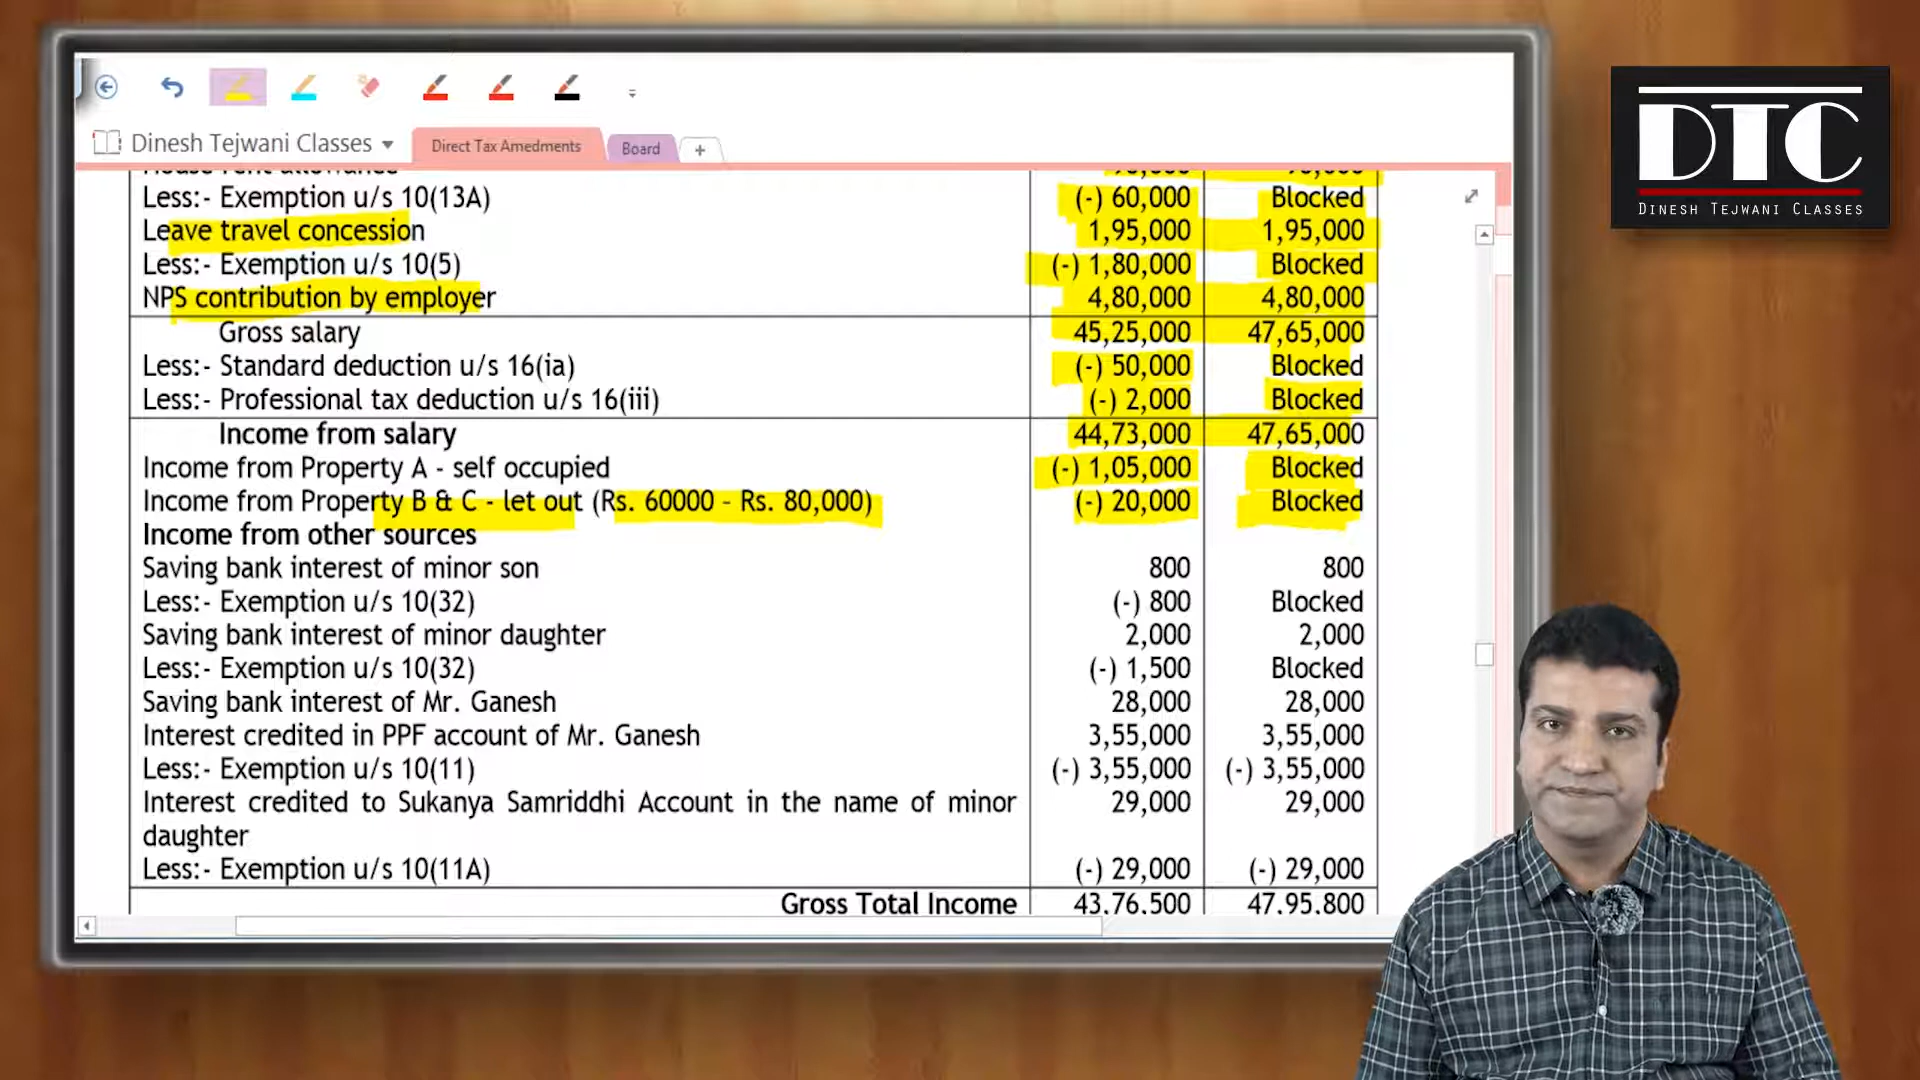 Dinesh Tejwani Classes
Direct Tax Amedments
Board
DTC
DINESH TEJWANI CLASSES
House rent allowance
Less:- Exemption u/s 10(13A) (-) 60,000 Blocked
Leave travel concession 1,95,000 1,95,000
Less:- Exemption u/s 10(5) (-) 1,80,000 Blocked
NPS contribution by employer 4,80,000 4,80,000
Gross salary 45,25,000 47,65,000
Less:- Standard deduction u/s 16(ia) (-) 50,000 Blocked
Less:- Professional tax deduction u/s 16(iii) (-) 2,000 Blocked
Income from salary 44,73,000 47,65,000
Income from Property A - self occupied (-) 1,05,000 Blocked
Income from Property B & C - let out (Rs. 60000 - Rs. 80,000) (-) 20,000 Blocked
Income from other sources
Saving bank interest of minor son 800 800
Less:- Exemption u/s 10(32) (-) 800 Blocked
Saving bank interest of minor daughter 2,000 2,000
Less:- Exemption u/s 10(32) (-) 1,500 Blocked
Saving bank interest of Mr. Ganesh 28,000 28,000
Interest credited in PPF account of Mr. Ganesh 3,55,000 3,55,000
Less:- Exemption u/s 10(11) (-) 3,55,000 (-) 3,55,000
Interest credited to Sukanya Samriddhi Account in the name of minor 29,000 29,000
daughter
Less:- Exemption u/s 10(11A) (-) 29,000 (-) 29,000
Gross Total Income 43,76,500 47,95,800